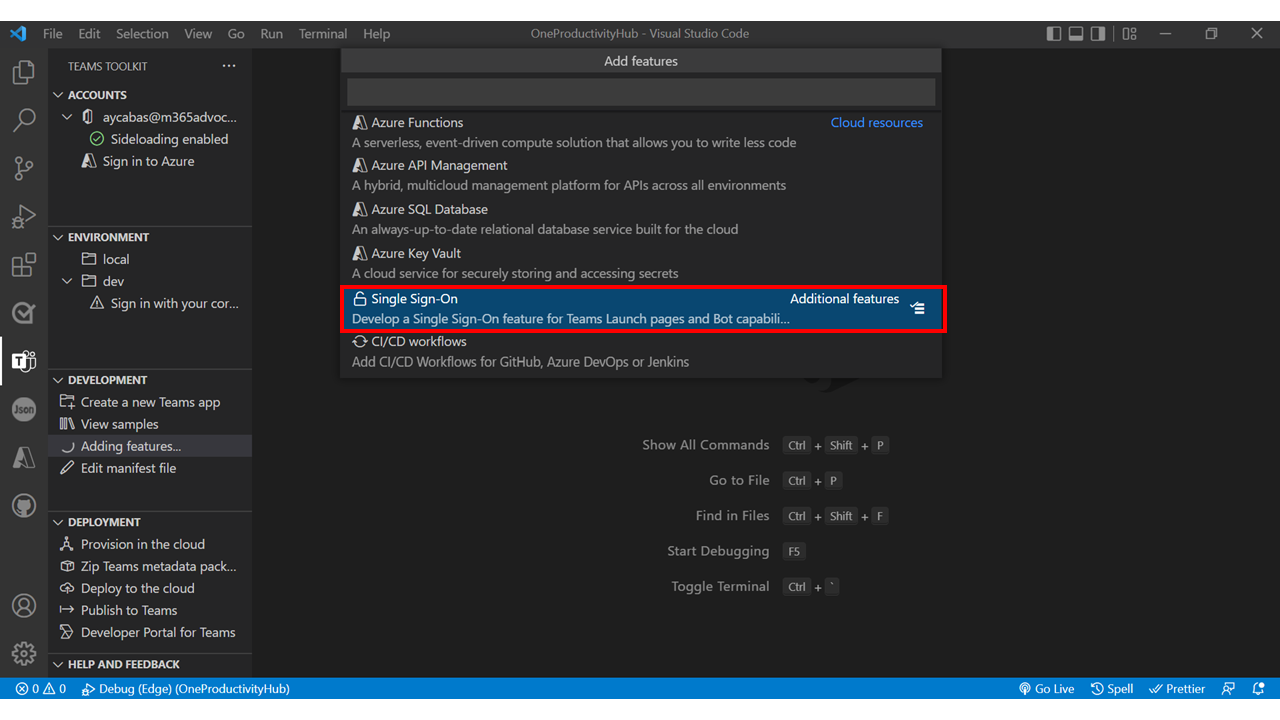 File Edit Selection View Go Run Terminal Help OneProductivityHub - Visual Studio Code
TEAMS TOOLKIT ...
ACCOUNTS
aycabas@m365advoc...
Sideloading enabled
Sign in to Azure
ENVIRONMENT
local
dev
Sign in with your cor...
DEVELOPMENT
Create a new Teams app
View samples
Adding features...
Edit manifest file
DEPLOYMENT
Provision in the cloud
Zip Teams metadata pack...
Deploy to the cloud
Publish to Teams
Developer Portal for Teams
HELP AND FEEDBACK
Json
Add features
Azure Functions Cloud resources
A serverless, event-driven compute solution that allows you to write less code
Azure API Management
A hybrid, multicloud management platform for APIs across all environments
Azure SQL Database
An always-up-to-date relational database service built for the cloud
Azure Key Vault
A cloud service for securely storing and accessing secrets
Single Sign-On Additional features
Develop a Single Sign-On feature for Teams Launch pages and Bot capabili...
CI/CD workflows
Add CI/CD Workflows for GitHub, Azure DevOps or Jenkins
Show All Commands Ctrl + Shift + P
Go to File Ctrl + P
Find in Files Ctrl + Shift + F
Start Debugging F5
Toggle Terminal Ctrl + `
0 0 Debug (Edge) (OneProductivityHub) Go Live Spell Prettier